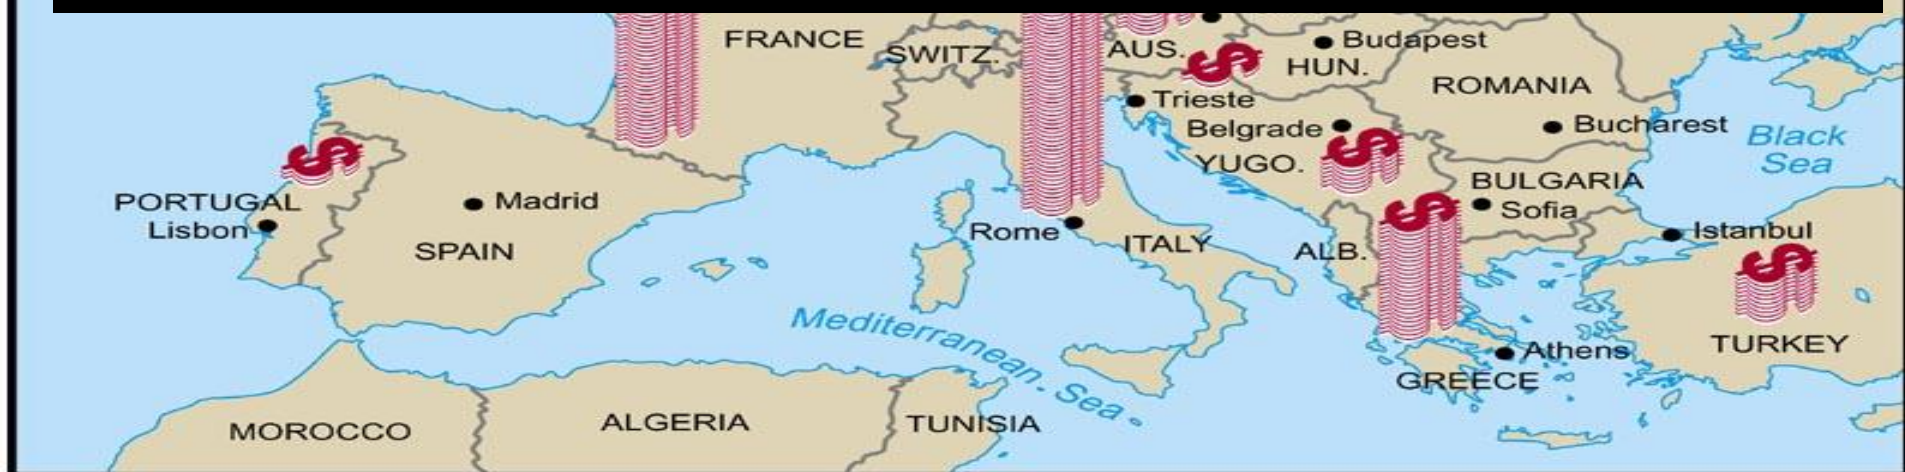 FRANCE
SWITZ.
AUS.
$
Budapest
HUN.
ROMANIA
Trieste
Belgrade
$
YUGO.
Bucharest
Black
Sea
$
PORTUGAL
Lisbon
Madrid
SPAIN
Rome
ITALY
ALB.
$
BULGARIA
Sofia
Istanbul
$
TURKEY
Mediterranean Sea
Athens
GREECE
MOROCCO
ALGERIA
TUNISIA